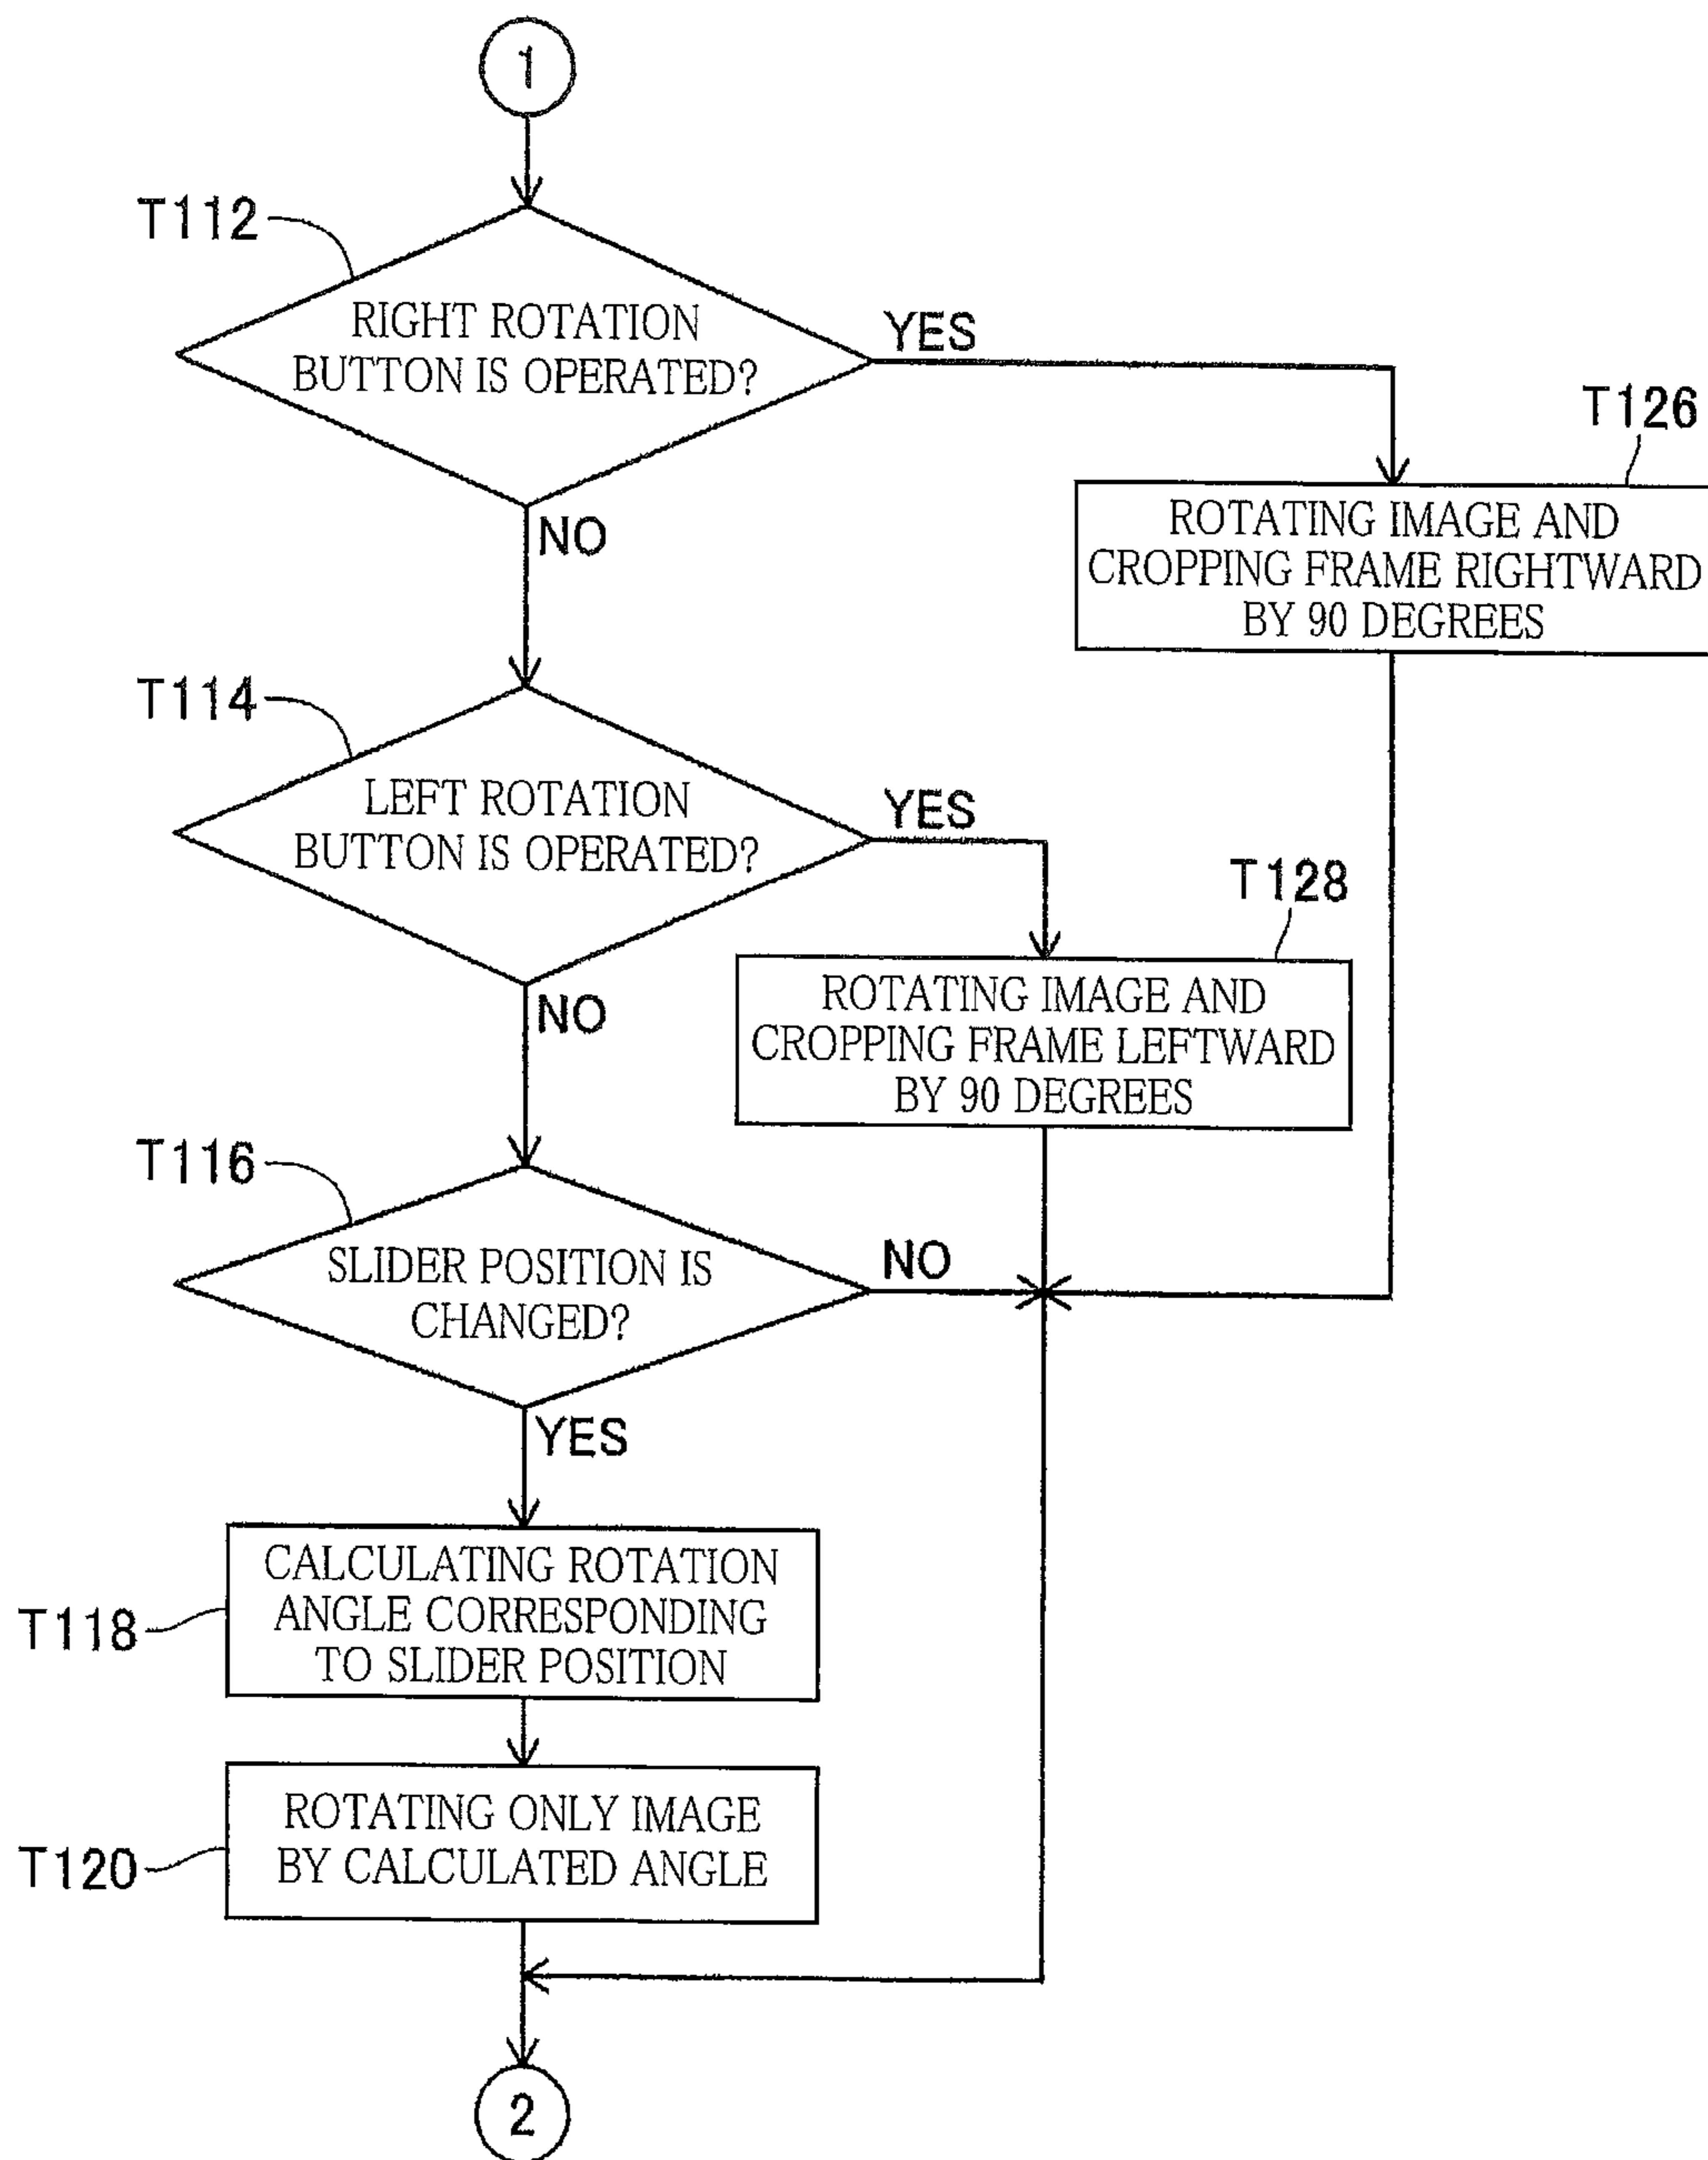 1
T112
RIGHT ROTATION
BUTTON IS OPERATED?
YES
T126
ROTATING IMAGE AND
CROPPING FRAME RIGHTWARD
BY 90 DEGREES
NO
T114
LEFT ROTATION
BUTTON IS OPERATED?
YES
T128
ROTATING IMAGE AND
CROPPING FRAME LEFTWARD
BY 90 DEGREES
NO
T116
SLIDER POSITION IS
CHANGED?
NO
YES
T118
CALCULATING ROTATION
ANGLE CORRESPONDING
TO SLIDER POSITION
T120
ROTATING ONLY IMAGE
BY CALCULATED ANGLE
2